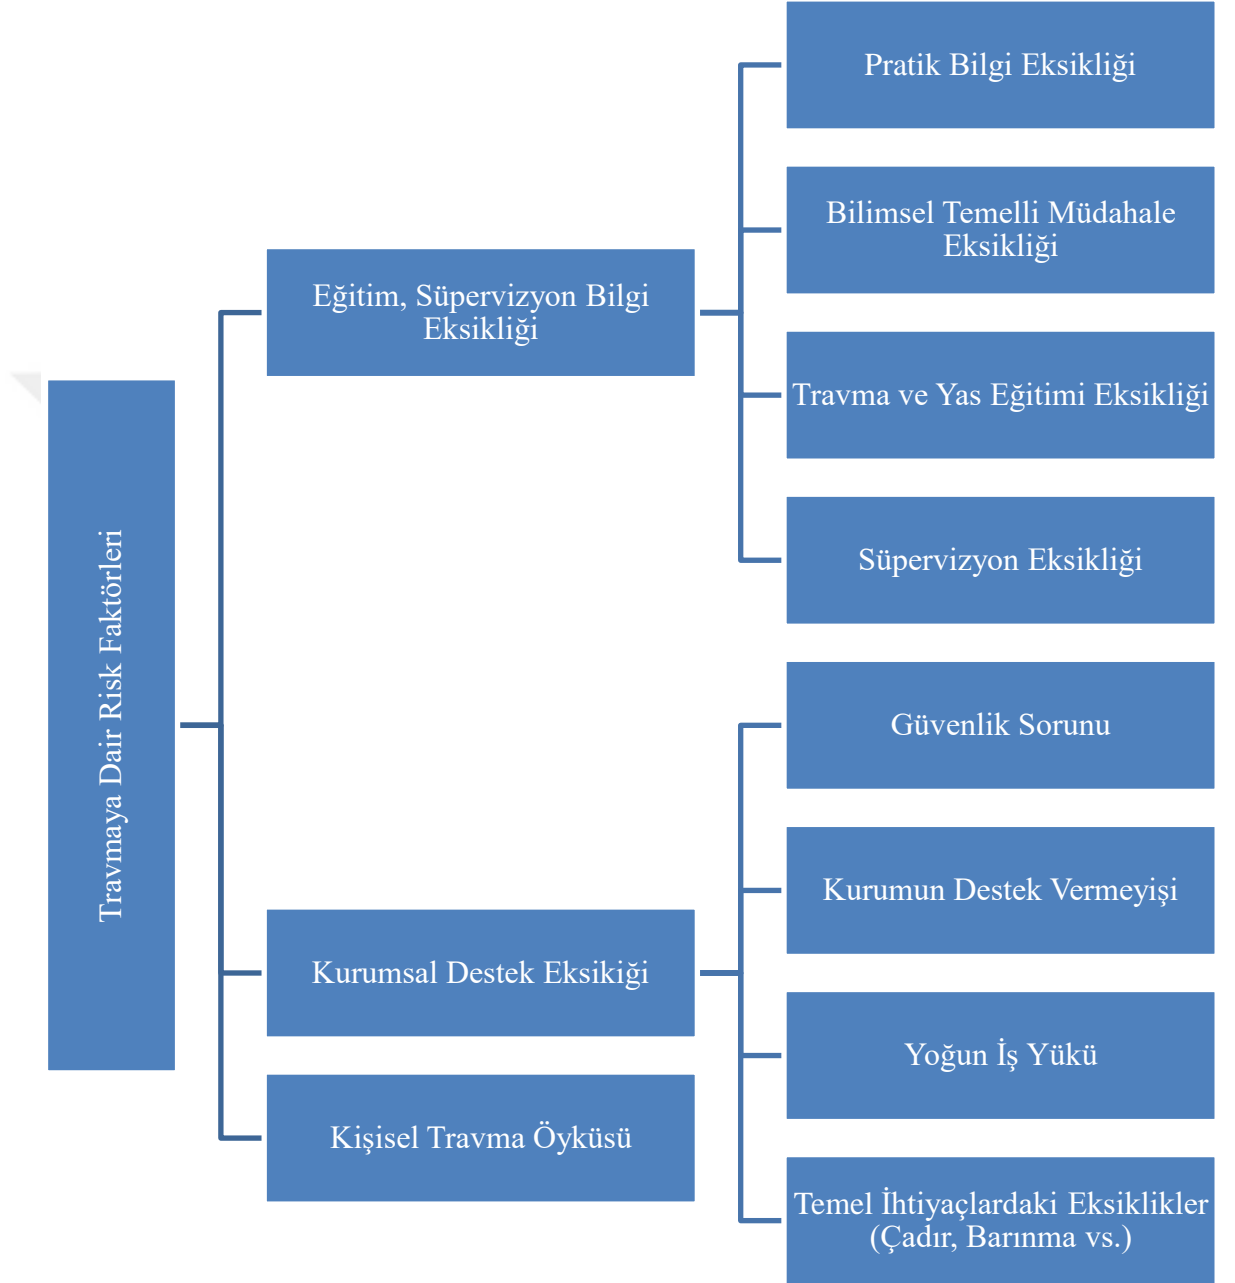 Travmaya Dair Risk Faktörleri
Eğitim, Süpervizyon Bilgi
Eksikliği
Pratik Bilgi Eksikliği
Bilimsel Temelli Müdahale
Eksikliği
Travma ve Yas Eğitimi Eksikliği
Süpervizyon Eksikliği
Kurumsal Destek Eksikiği
Güvenlik Sorunu
Kurumun Destek Vermeyişi
Yoğun İş Yükü
Temel İhtiyaçlardaki Eksiklikler
(Çadır, Barınma vs.)
Kişisel Travma Öyküsü